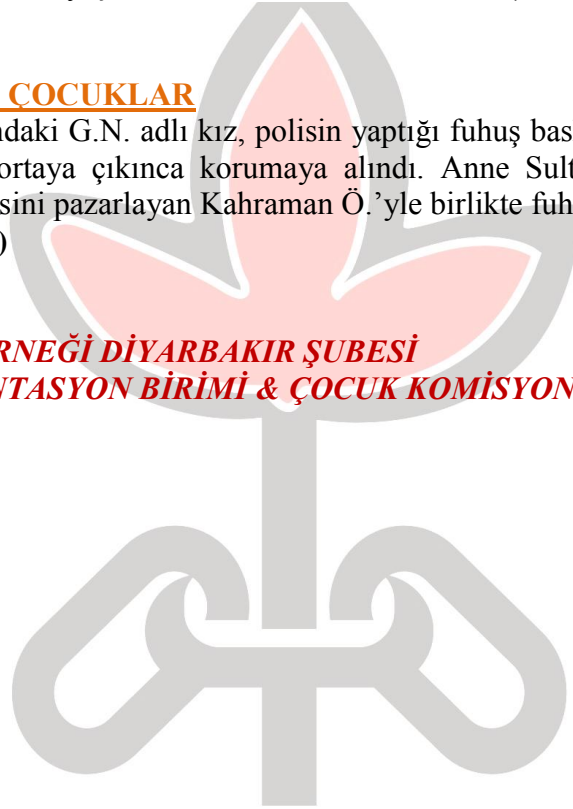 ÇOCUKLAR
ndaki G.N. adlı kız, polisin yaptığı fuhuş bas
ortaya çıkınca korumaya alındı. Anne Sult
sini pazarlayan Kahraman Ö.’yle birlikte fuh
)
RNEĞİ DİYARBAKIR ŞUBESİ
NTASYON BİRİMİ & ÇOCUK KOMİSYON